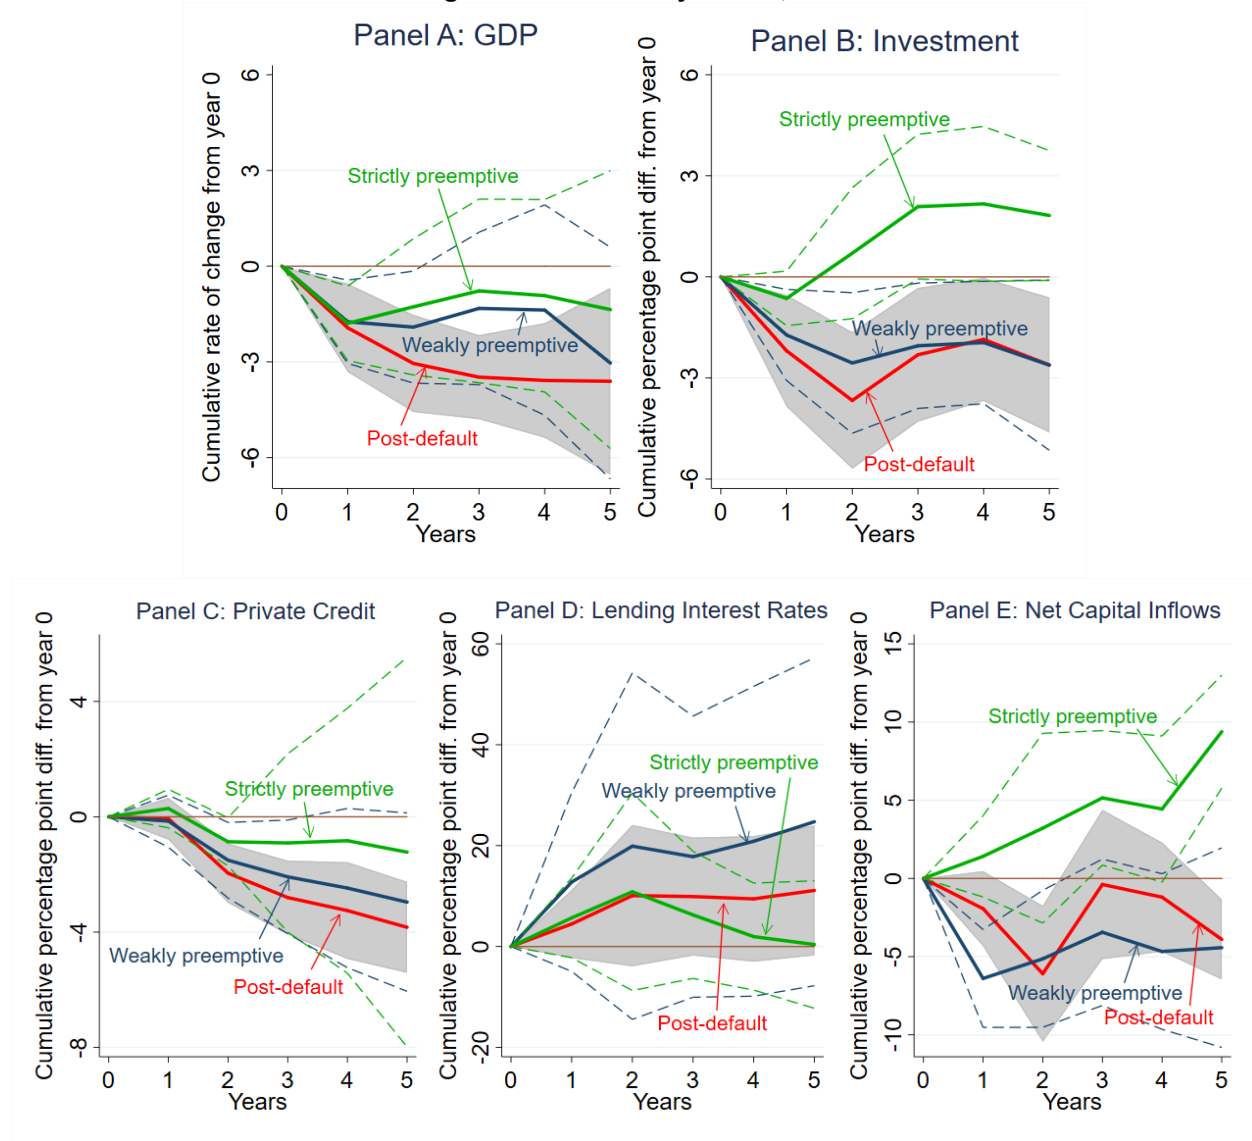 Panel A: GDP
Cumulative rate of change from year 0
6
3
0
-3
-6
Strictly preemptive
Weakly preemptive
Post-default
0 1 2 3 4 5
Years
Panel B: Investment
Cumulative percentage point diff. from year 0
6
3
0
-3
-6
Strictly preemptive
Weakly preemptive
Post-default
0 1 2 3 4 5
Years
Panel C: Private Credit
Cumulative percentage point diff. from year 0
4
0
-4
-8
Strictly preemptive
Weakly preemptive
Post-default
0 1 2 3 4 5
Years
Panel D: Lending Interest Rates
Cumulative percentage point diff. from year 0
60
40
20
0
-20
Strictly preemptive
Weakly preemptive
Post-default
0 1 2 3 4 5
Years
Panel E: Net Capital Inflows
Cumulative percentage point diff. from year 0
15
10
5
0
-5
-10
Strictly preemptive
Weakly preemptive
Post-default
0 1 2 3 4 5
Years